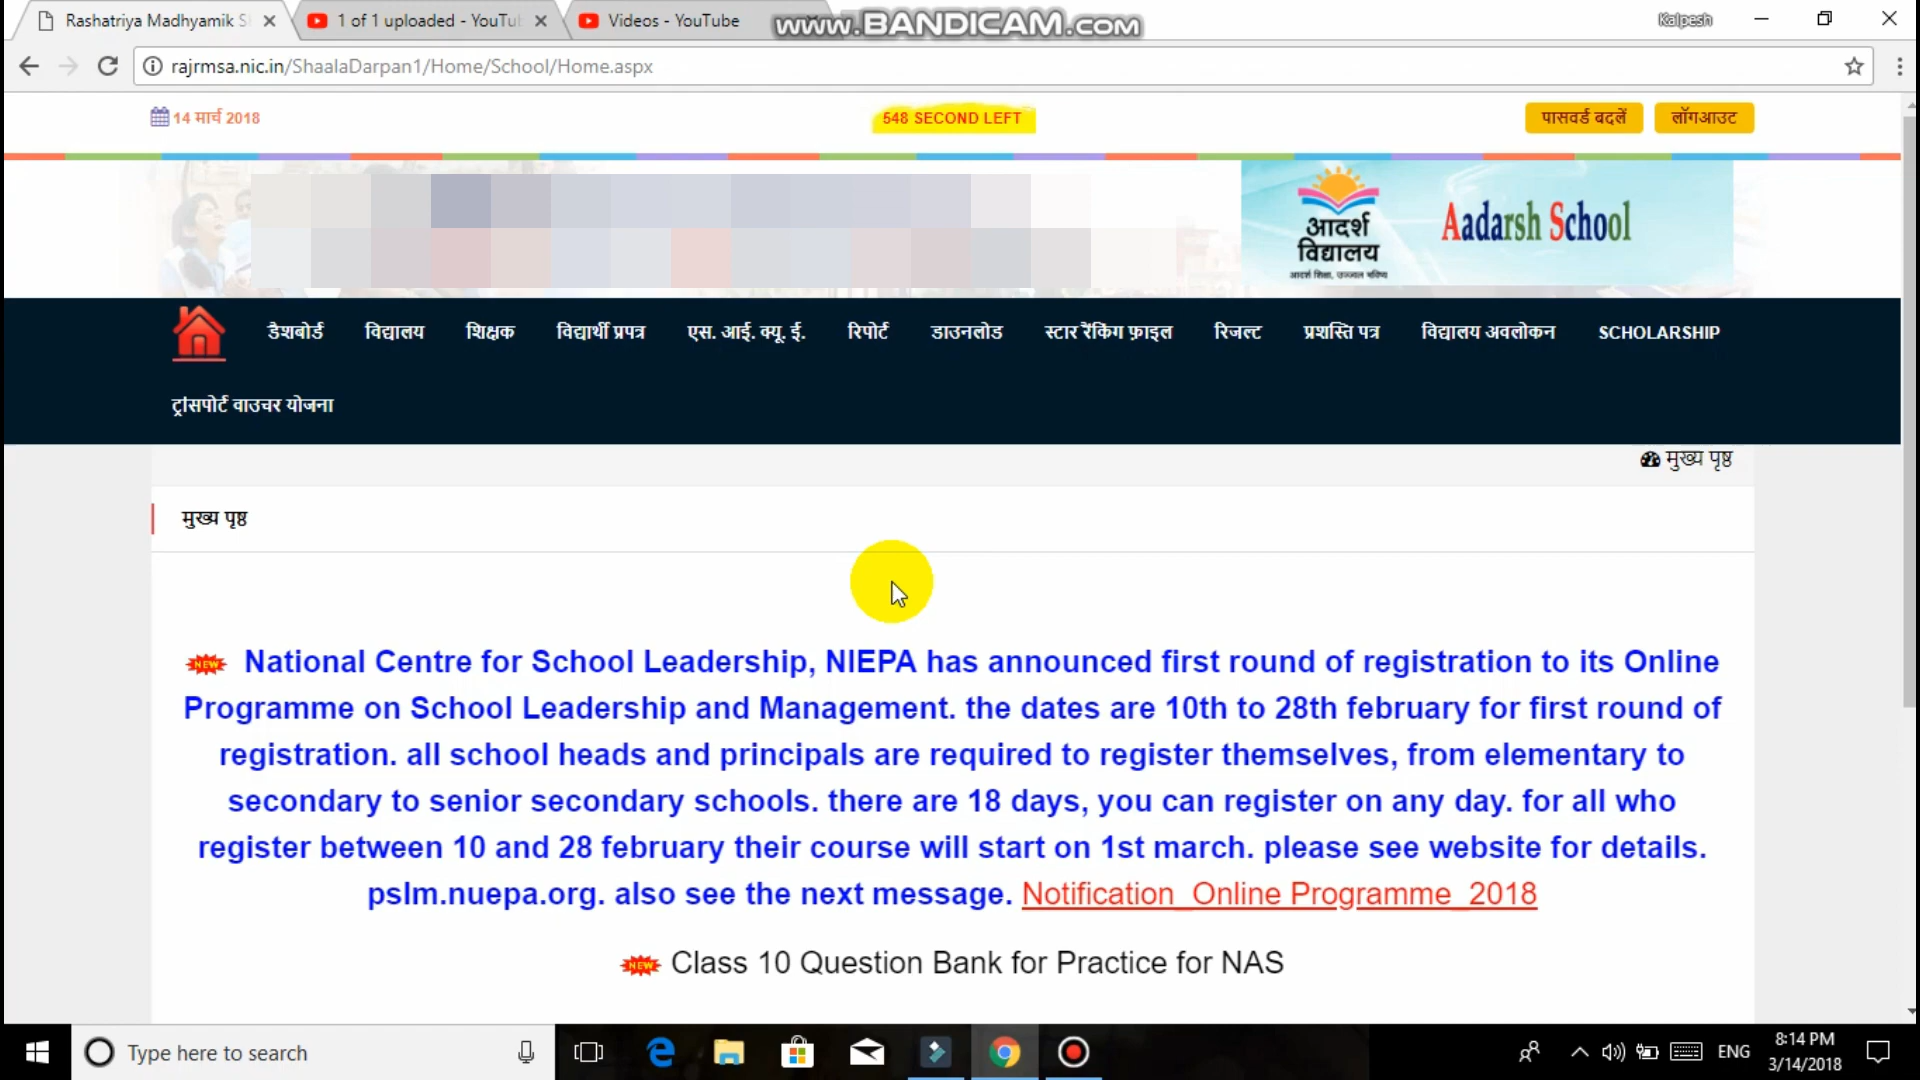 Rashatriya Madhyamik S
1 of 1 uploaded - YouTu
Videos - YouTube
www.BANDICAM.com
Kalpesh
rajrmsa.nic.in/ShaalaDarpan1/Home/School/Home.aspx
14 मार्च 2018
548 SECOND LEFT
पासवर्ड बदलें
लॉगआउट
आदर्श
विद्यालय
आदर्श शिक्षा, उज्जवल भविष्य
Aadarsh School
डैशबोर्ड विद्यालय शिक्षक विद्यार्थी प्रपत्र एस. आई. क्यू. ई. रिपोर्ट डाउनलोड स्टार रैंकिंग फ़ाइल रिजल्ट प्रशस्ति पत्र विद्यालय अवलोकन SCHOLARSHIP
ट्रांसपोर्ट वाउचर योजना
मुख्य पृष्ठ
मुख्य पृष्ठ
NEW National Centre for School Leadership, NIEPA has announced first round of registration to its Online
Programme on School Leadership and Management. the dates are 10th to 28th february for first round of
registration. all school heads and principals are required to register themselves, from elementary to
secondary to senior secondary schools. there are 18 days, you can register on any day. for all who
register between 10 and 28 february their course will start on 1st march. please see website for details.
pslm.nuepa.org. also see the next message. Notification_Online Programme_2018
NEW Class 10 Question Bank for Practice for NAS
Type here to search
ENG
8:14 PM
3/14/2018